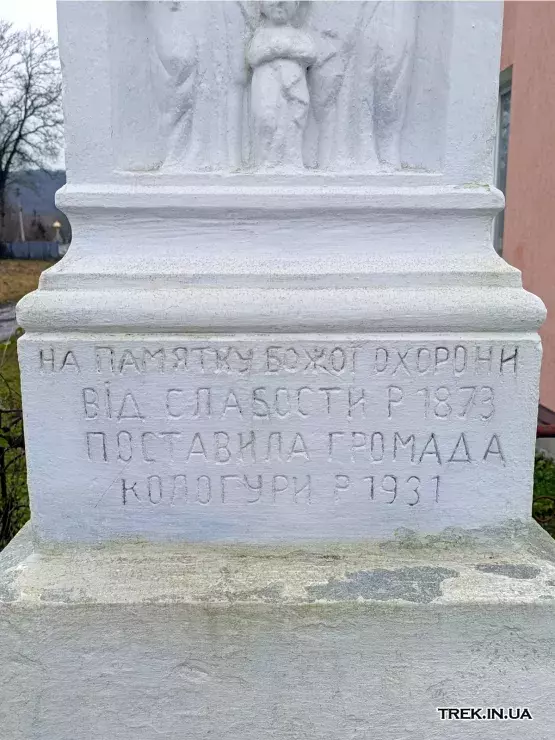 НА ПАМЯТКУ БОЖОЇ ОХОРОНИ
ВІД СЛАБОСТИ Р 1873
ПОСТАВИЛА ГРОМАДА
КОЛОГУРИ Р 1931
TREK.IN.UA